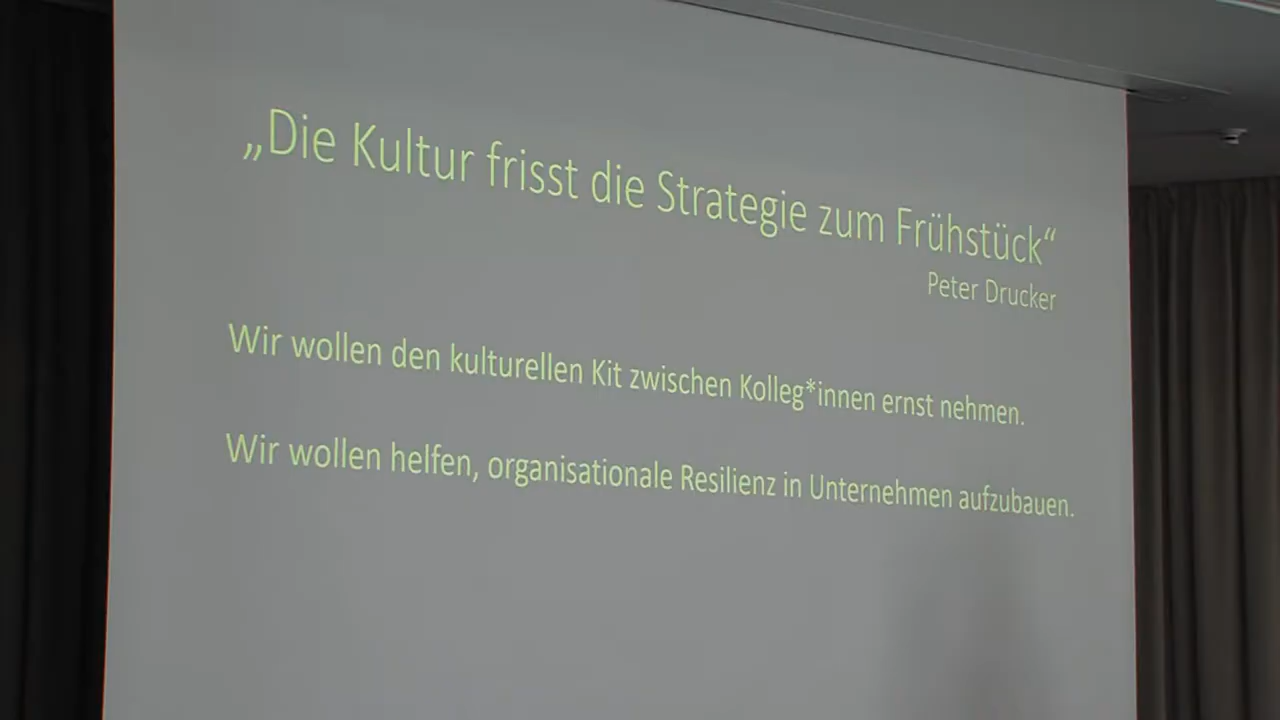 „Die Kultur frisst die Strategie zum Frühstück“
Peter Drucker
Wir wollen den kulturellen Kit zwischen Kolleg*innen ernst nehmen.
Wir wollen helfen, organisationale Resilienz in Unternehmen aufzubauen.